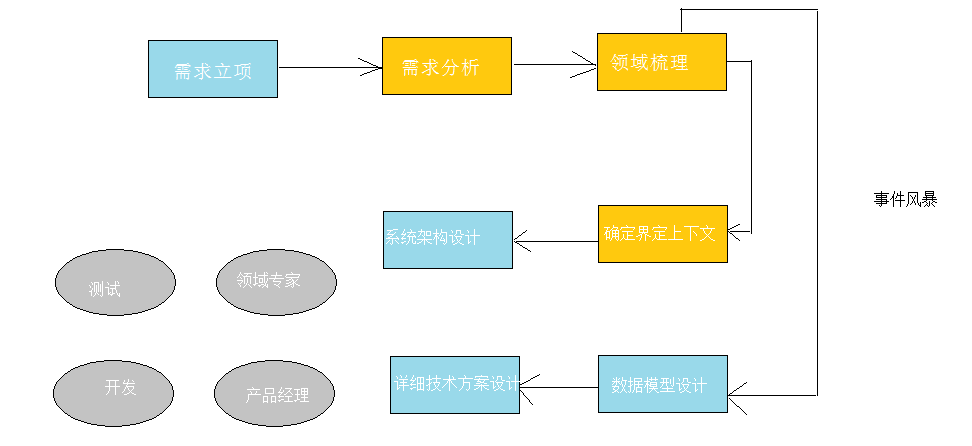 需求立项
需求分析
领域梳理
事件风暴
系统架构设计
确定界定上下文
测试
领域专家
详细技术方案设计
数据模型设计
开发
产品经理